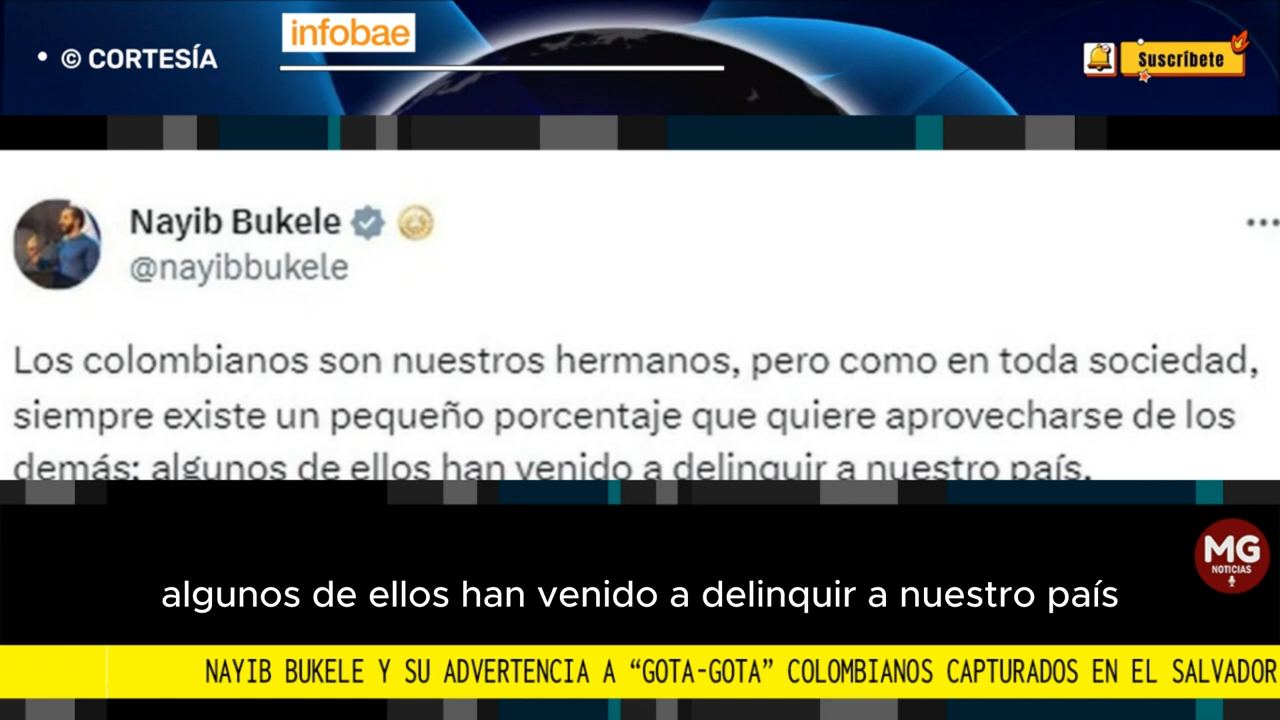 infobae
• © CORTESÍA
Suscríbete
Nayib Bukele
@nayibbukele
Los colombianos son nuestros hermanos, pero como en toda sociedad,
siempre existe un pequeño porcentaje que quiere aprovecharse de los
demás; algunos de ellos han venido a delinquir a nuestro país.
MG
NOTICIAS
algunos de ellos han venido a delinquir a nuestro país
NAYIB BUKELE Y SU ADVERTENCIA A “GOTA-GOTA” COLOMBIANOS CAPTURADOS EN EL SALVADOR